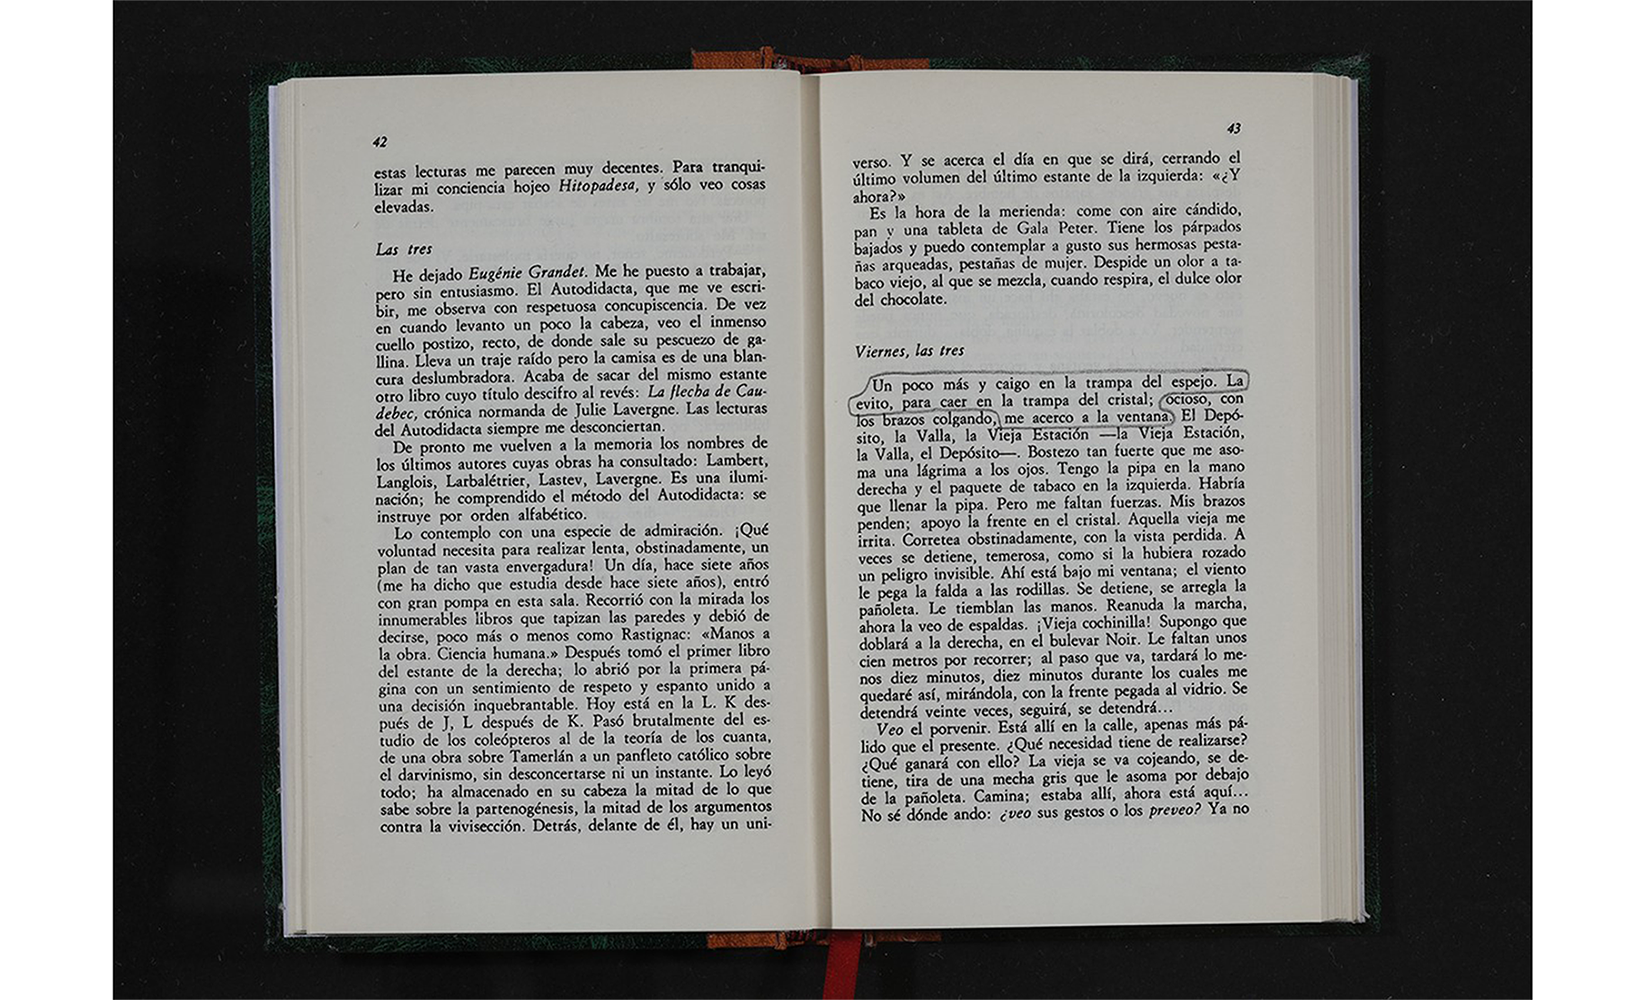 42
estas lecturas me parecen muy decentes. Para tranqui-
lizar mi conciencia hojeo Hitopadesa, y sólo veo cosas
elevadas.
Las tres
He dejado Eugénie Grandet. Me he puesto a trabajar,
pero sin entusiasmo. El Autodidacta, que me ve escri-
bir, me observa con respetuosa concupiscencia. De vez
en cuando levanto un poco la cabeza, veo el inmenso
cuello postizo, recto, de donde sale su pescuezo de ga-
llina. Lleva un traje raído pero la camisa es de una blan-
cura deslumbradora. Acaba de sacar del mismo estante
otro libro cuyo título descifro al revés: La flecha de Cau-
debec, crónica normanda de Julie Lavergne. Las lecturas
del Autodidacta siempre me desconciertan.
De pronto me vuelven a la memoria los nombres de
los últimos autores cuyas obras ha consultado: Lambert,
Langlois, Larbalétrier, Lastev, Lavergne. Es una ilumi-
nación; he comprendido el método del Autodidacta: se
instruye por orden alfabético.
Lo contemplo con una especie de admiración. ¡Qué
voluntad necesita para realizar lenta, obstinadamente, un
plan de tan vasta envergadura! Un día, hace siete años
(me ha dicho que estudia desde hace siete años), entró
con gran pompa en esta sala. Recorrió con la mirada los
innumerables libros que tapizan las paredes y debió de
decirse, poco más o menos como Rastignac: «Manos a
la obra. Ciencia humana.» Después tomó el primer libro
del estante de la derecha; lo abrió por la primera pá-
gina con un sentimiento de respeto y espanto unido a
una decisión inquebrantable. Hoy está en la L. K des-
pués de J, L después de K. Pasó brutalmente del es-
tudio de los coleópteros al de la teoría de los cuanta,
de una obra sobre Tamerlán a un panfleto católico sobre
el darvinismo, sin desconcertarse ni un instante. Lo leyó
todo; ha almacenado en su cabeza la mitad de lo que
sabe sobre la partenogénesis, la mitad de los argumentos
contra la vivisección. Detrás, delante de él, hay un uni-
43
verso. Y se acerca el día en que se dirá, cerrando el
último volumen del último estante de la izquierda: «¿Y
ahora?»
Es la hora de la merienda: come con aire cándido,
pan y una tableta de Gala Peter. Tiene los párpados
bajados y puedo contemplar a gusto sus hermosas pesta-
ñas arqueadas, pestañas de mujer. Despide un olor a ta-
baco viejo, al que se mezcla, cuando respira, el dulce olor
del chocolate.
Viernes, las tres
Un poco más y caigo en la trampa del espejo. La
evito, para caer en la trampa del cristal; ocioso, con
los brazos colgando, me acerco a la ventana. El Depó-
sito, la Valla, la Vieja Estación —la Vieja Estación,
la Valla, el Depósito—. Bostezo tan fuerte que me aso-
ma una lágrima a los ojos. Tengo la pipa en la mano
derecha y el paquete de tabaco en la izquierda. Habría
que llenar la pipa. Pero me faltan fuerzas. Mis brazos
penden; apoyo la frente en el cristal. Aquella vieja me
irrita. Corretea obstinadamente, con la vista perdida. A
veces se detiene, temerosa, como si la hubiera rozado
un peligro invisible. Ahí está bajo mi ventana; el viento
le pega la falda a las rodillas. Se detiene, se arregla la
pañoleta. Le tiemblan las manos. Reanuda la marcha,
ahora la veo de espaldas. ¡Vieja cochinilla! Supongo que
doblará a la derecha, en el bulevar Noir. Le faltan unos
cien metros por recorrer; al paso que va, tardará lo me-
nos diez minutos, diez minutos durante los cuales me
quedaré así, mirándola, con la frente pegada al vidrio. Se
detendrá veinte veces, seguirá, se detendrá...
Veo el porvenir. Está allí en la calle, apenas más pá-
lido que el presente. ¿Qué necesidad tiene de realizarse?
¿Qué ganará con ello? La vieja se va cojeando, se de-
tiene, tira de una mecha gris que le asoma por debajo
de la pañoleta. Camina; estaba allí, ahora está aquí...
No sé dónde ando: ¿veo sus gestos o los preveo? Ya no